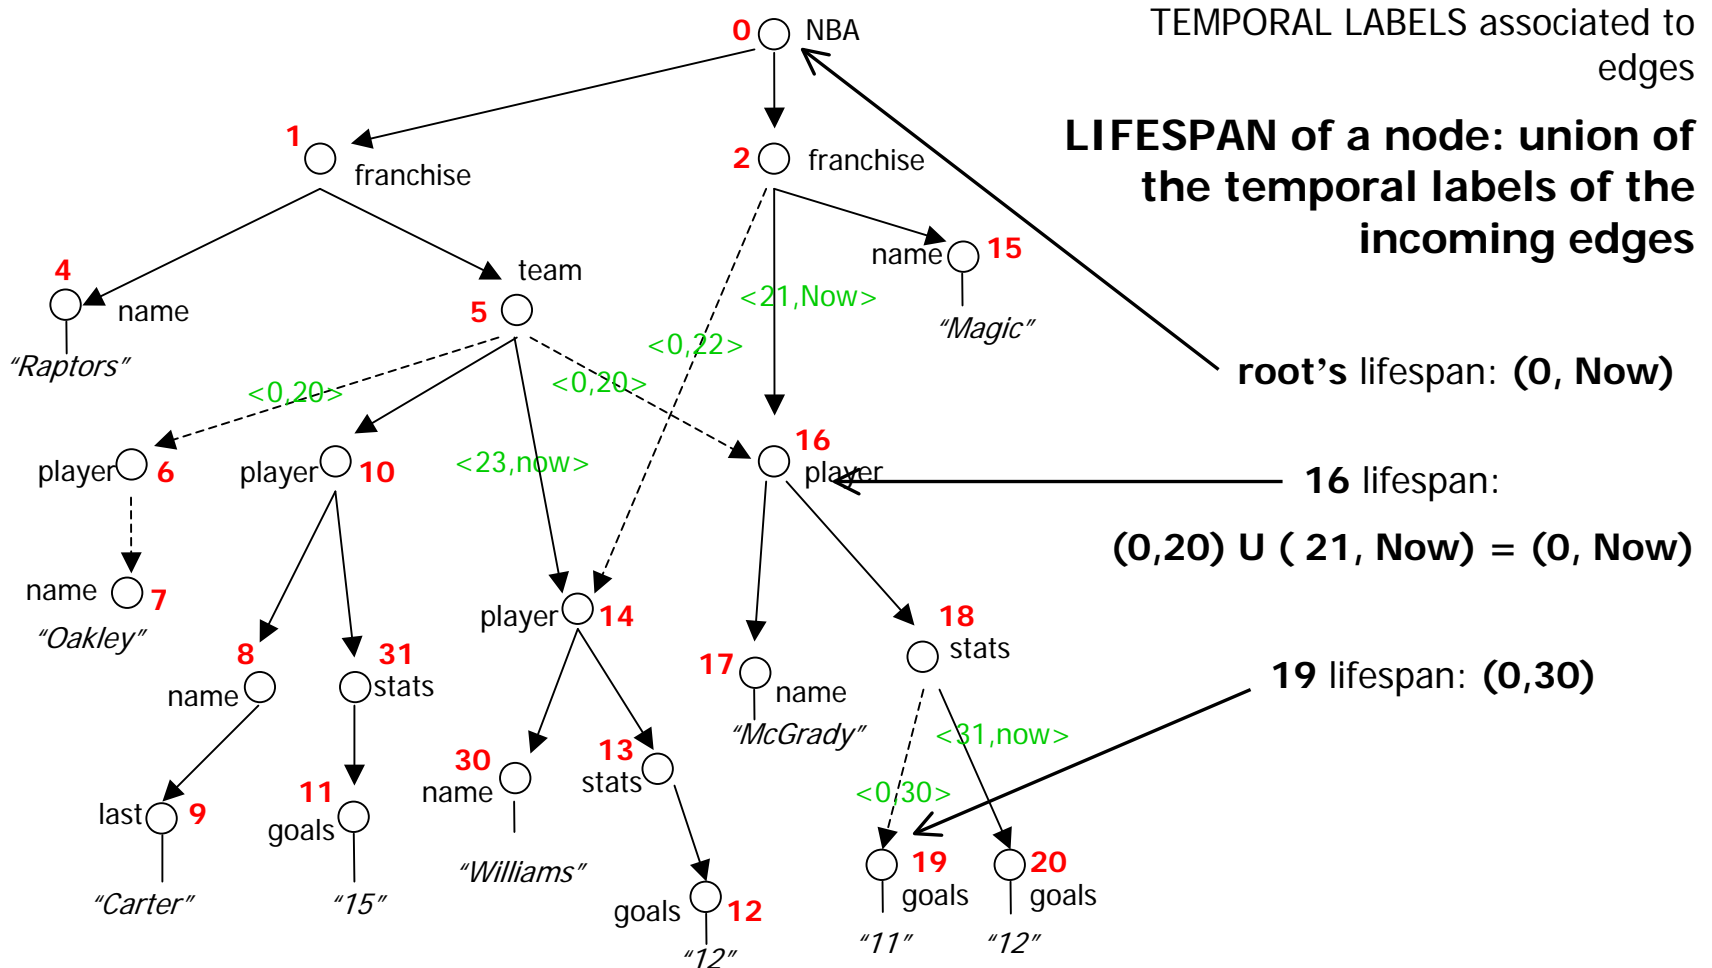 0 NBA
TEMPORAL LABELS associated to
edges
LIFESPAN of a node: union of
the temporal labels of the
incoming edges
1
franchise
2 franchise
name 15
"Magic"
4
name
"Raptors"
team
5
<21,Now>
<0,22>
<0,20>
<0,20>
root's lifespan: (0, Now)
player 6
player 10
<23,now>
16
player
16 lifespan:
(0,20) U ( 21, Now) = (0, Now)
name 7
"Oakley"
player 14
18
stats
8
name
31
stats
17
name
"McGrady"
19 lifespan: (0,30)
<31,now>
<0,30>
30
name
13
stats
last 9
"Carter"
11
goals
"15"
"Williams"
goals 12
"12"
19
goals
"11"
20
goals
"12"